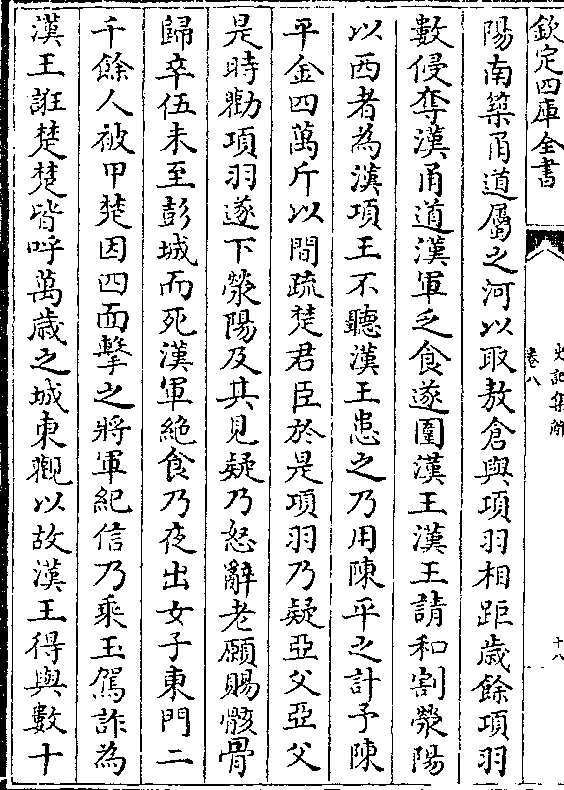 欽定四庫全書
史記集解
卷八
十八
陽南築甬道屬之河以取敖倉與項羽相距歲餘項羽
數侵奪漢甬道漢軍乏食遂圍漢王漢王請和割滎陽
以西者為漢項王不聽漢王患之乃用陳平之計予陳
平金四萬斤以間疏楚君臣於是項羽乃疑亞父亞父
是時勸項羽遂下滎陽及其見疑乃怒辭老願賜骸骨
歸卒伍未至彭城而死漢軍絶食乃夜出女子東門二
千餘人被甲楚因四面擊之將軍紀信乃乘王駕詐為
漢王誑楚楚皆呼萬歲之城東觀以故漢王得與數十